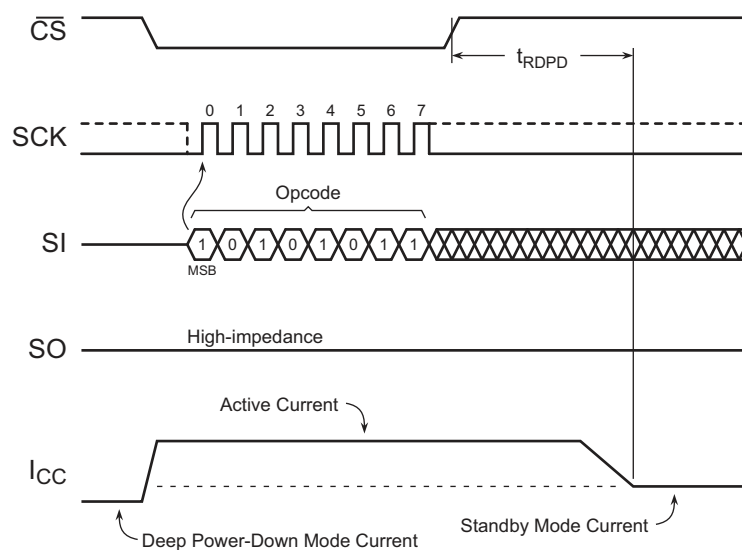 CS
tRDPD
0 1 2 3 4 5 6 7
SCK
Opcode
SI
1 0 1 0 1 0 1 1
MSB
High-impedance
SO
Active Current
ICC
Standby Mode Current
Deep Power-Down Mode Current